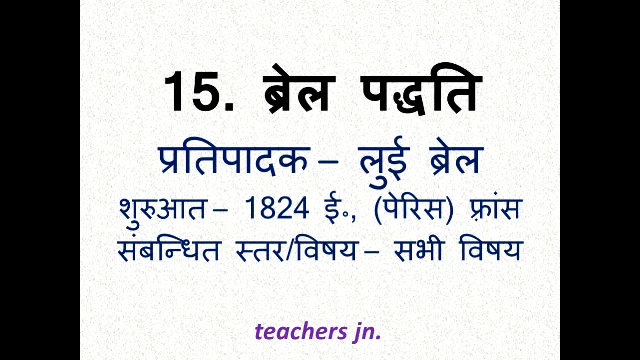 15. ब्रेल पद्धति
प्रतिपादक – लुई ब्रेल
शुरुआत – 1824 ई॰, (पेरिस) फ्रांस
संबन्धित स्तर/विषय – सभी विषय
teachers jn.